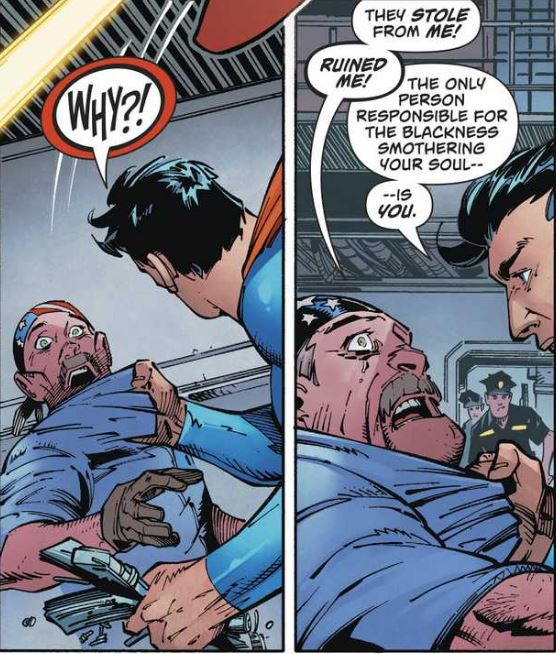 WHY?!
THEY STOLE
FROM ME!
RUINED
ME!
THE ONLY
PERSON
RESPONSIBLE FOR
THE BLACKNESS
SMOTHERING
YOUR SOUL--
--IS
YOU.